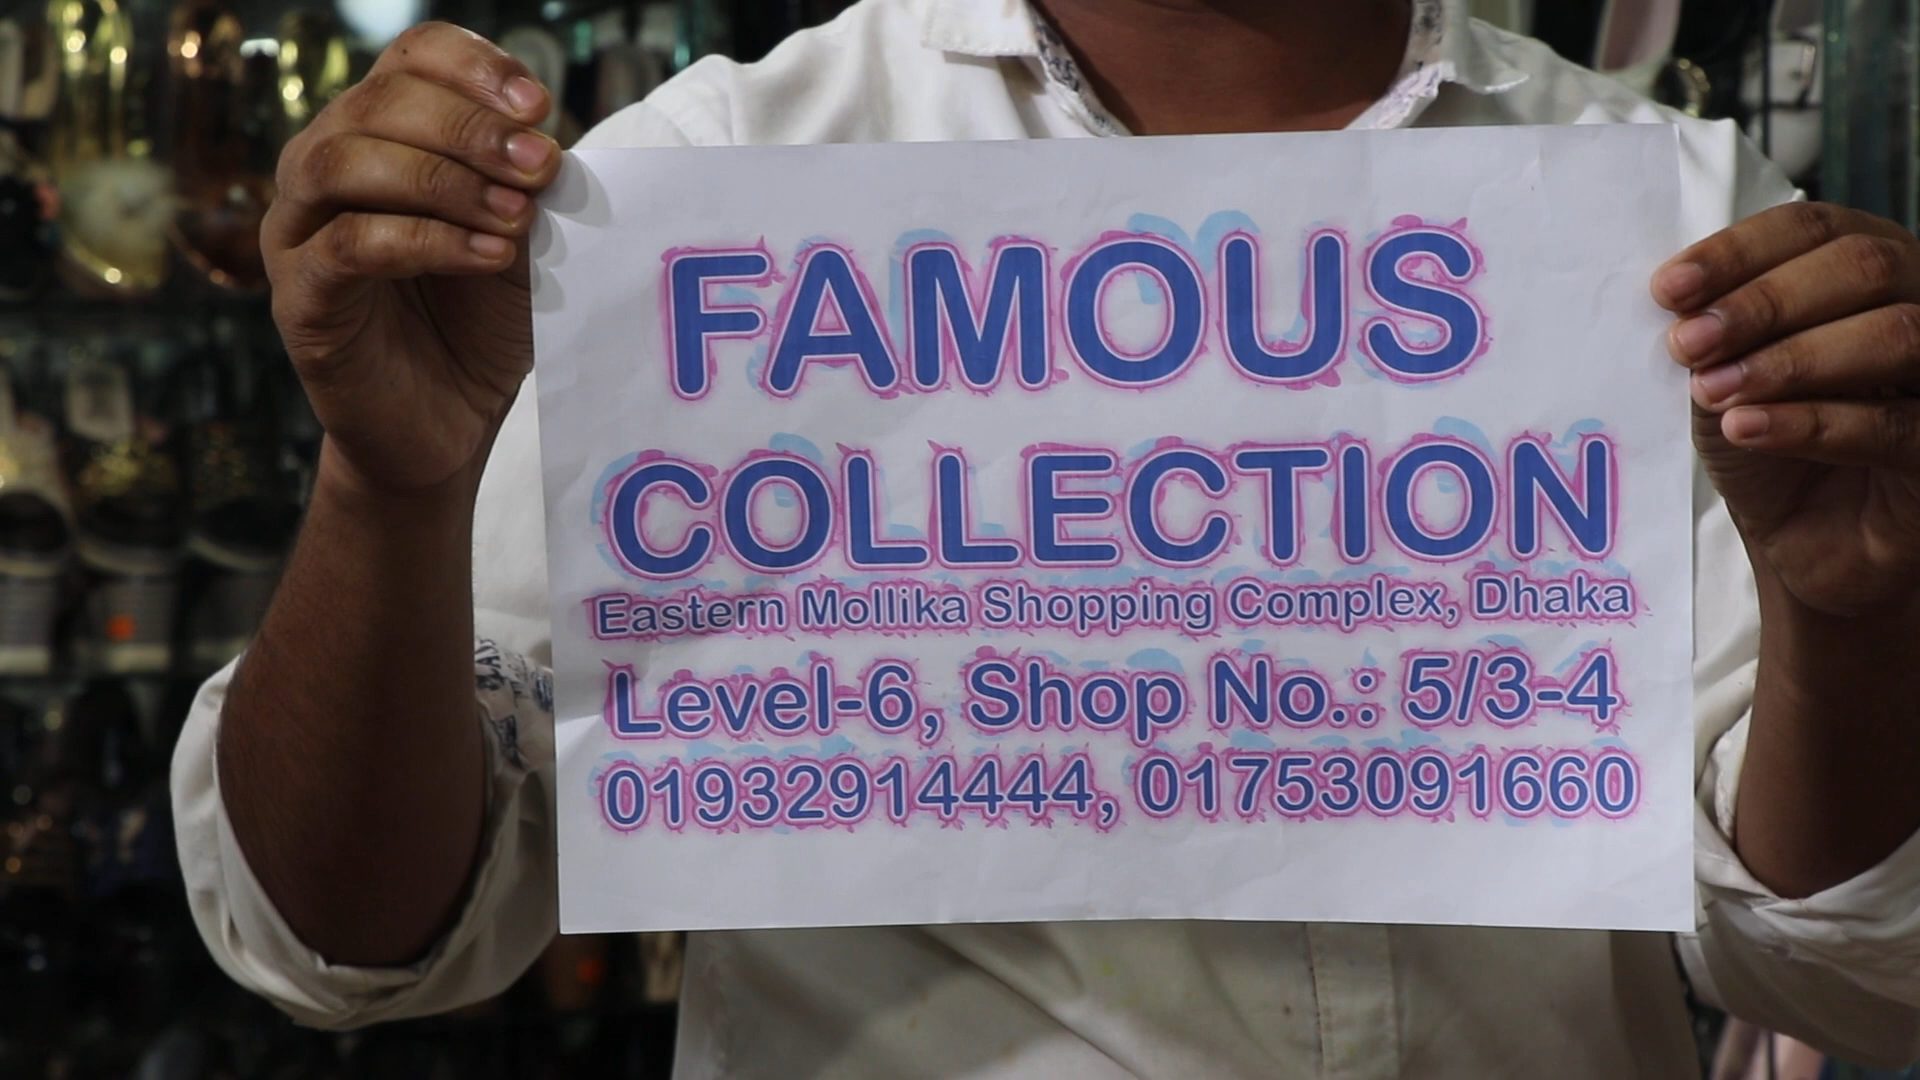 FAMOUS
COLLECTION
Eastern Mollika Shopping Complex, Dhaka
Level-6, Shop No.: 5/3-4
01932914444, 01753091660